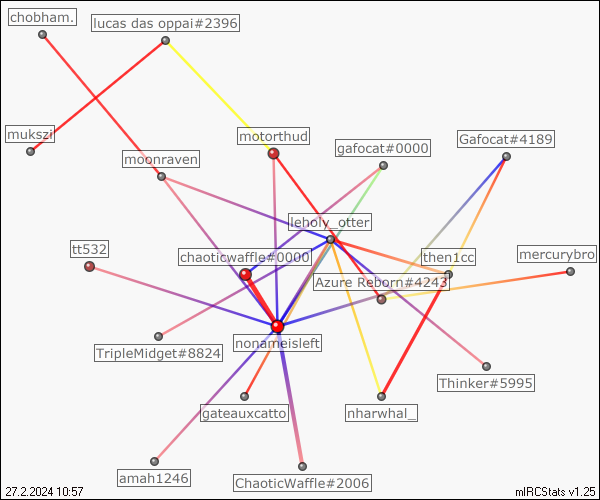 chobham.
lucas das oppai#2396
mukszi
motorthud
moonraven
gafocat#0000
Gafocat#4189
leholy_otter
tt532
chaoticwaffle#0000
then1cc
mercurybro
Azure Reborn#4243
nonameisleft
TripleMidget#8824
Thinker#5995
gateauxcatto
nharwhal_
amah1246
ChaoticWaffle#2006
27.2.2024 10:57
mIRCStats v1.25